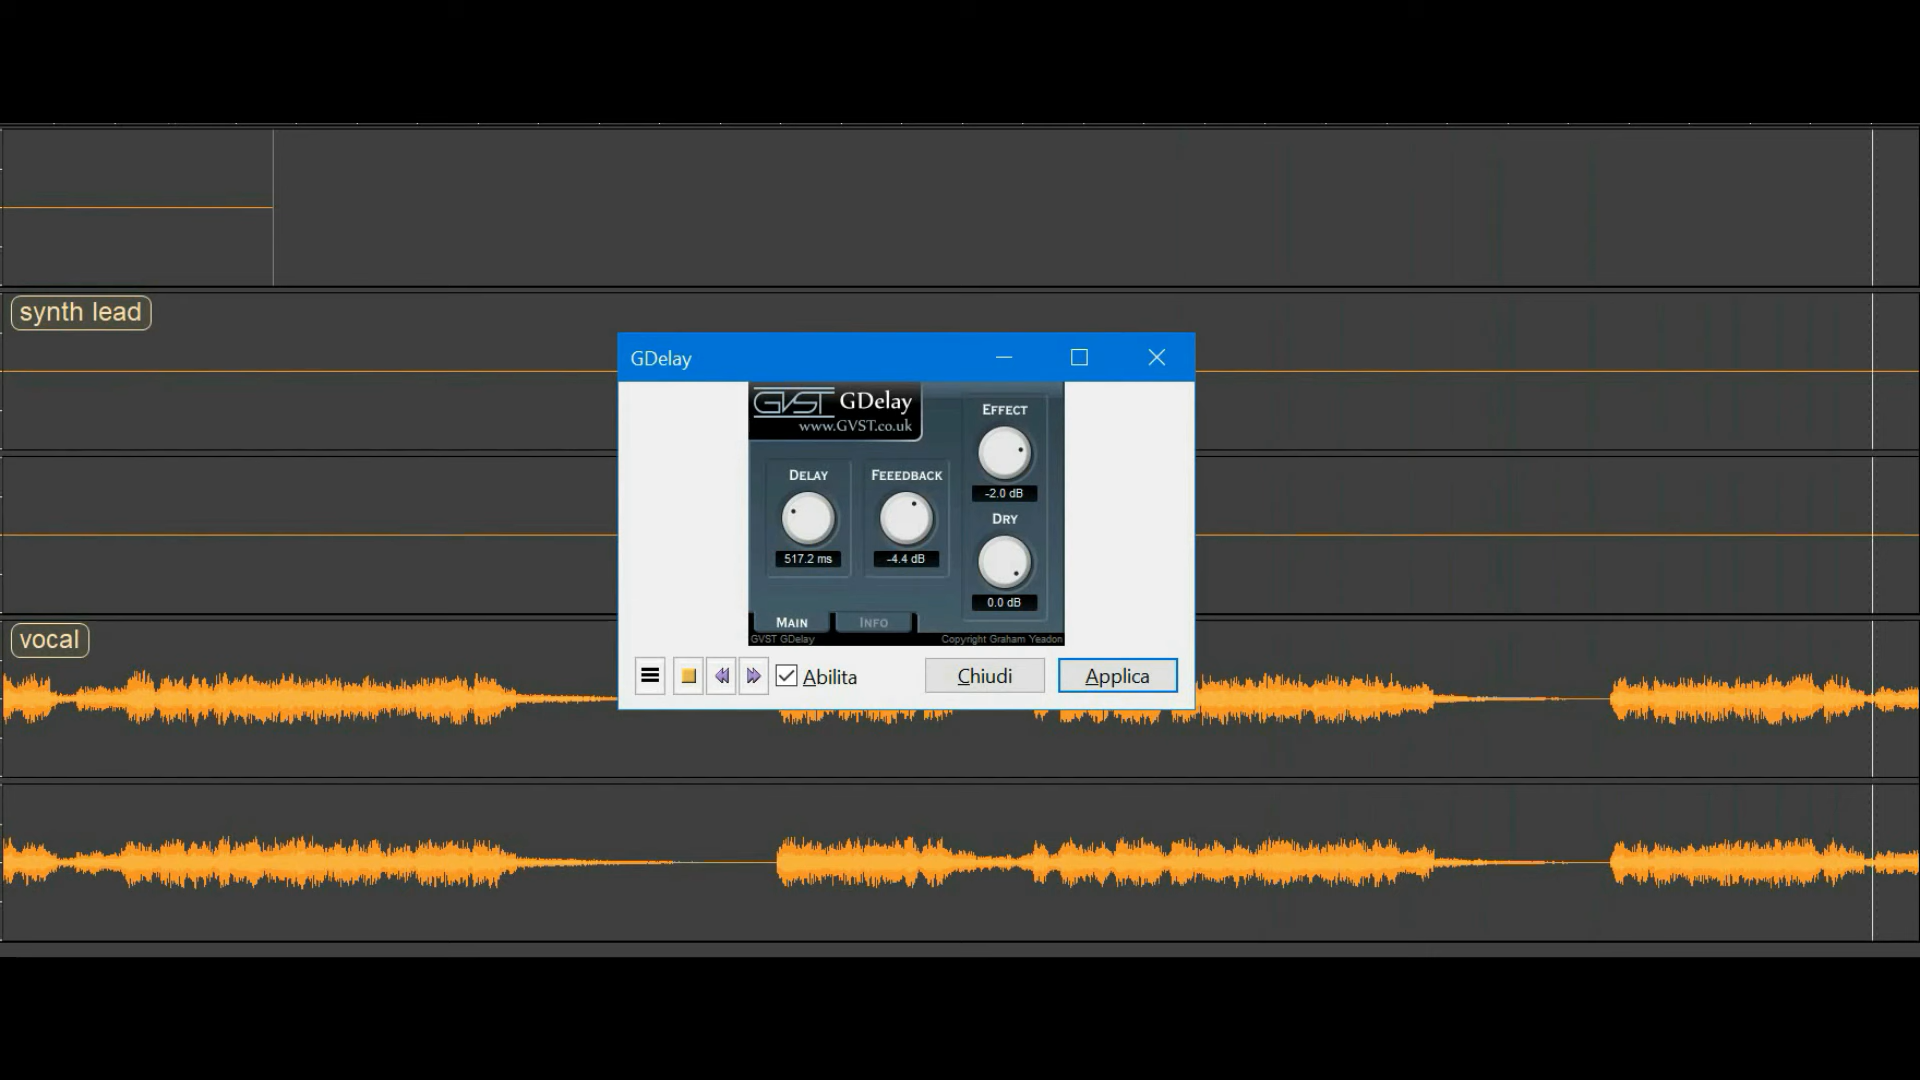 synth lead
GDelay
GVST GDelay
www.GVST.co.uk
EFFECT
-2.0 dB
DELAY
FEEEDBACK
517.2 ms
-4.4 dB
DRY
0.0 dB
MAIN
INFO
GVST GDelay
Copyright Graham Yeadon
vocal
Abilita
Chiudi
Applica